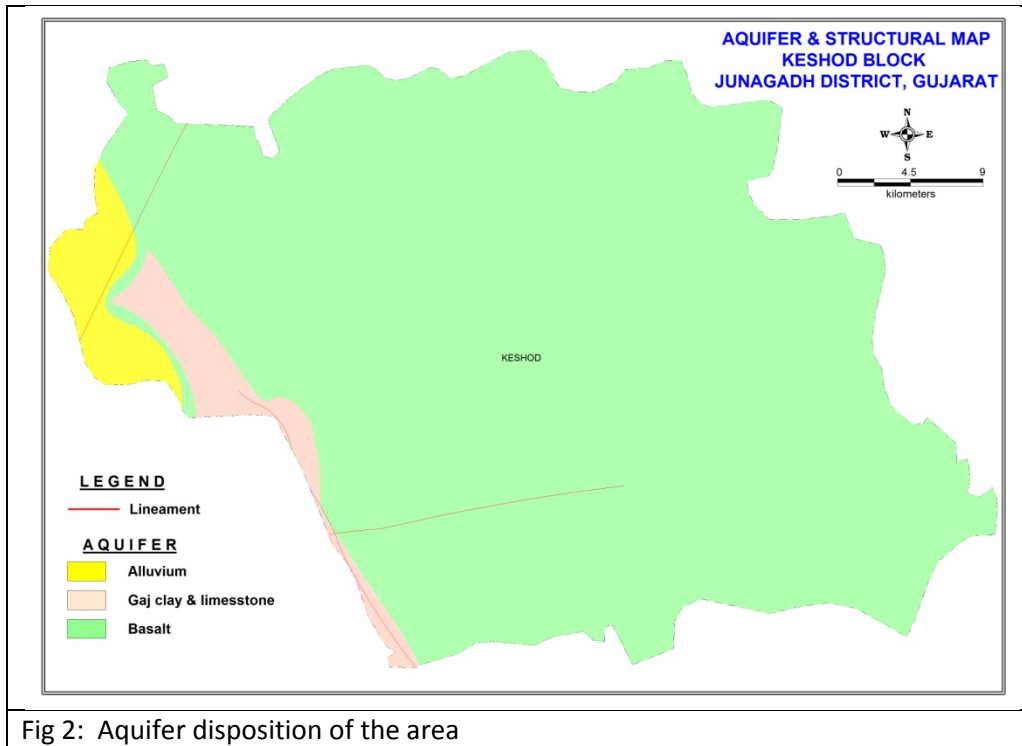 AQUIFER & STRUCTURAL MAP
KESHOD BLOCK
JUNAGADH DISTRICT, GUJARAT
N
W E
S
0 4.5 9
kilometers
KESHOD
LEGEND
Lineament
AQUIFER
Alluvium
Gaj clay & limesstone
Basalt
Fig 2: Aquifer disposition of the area